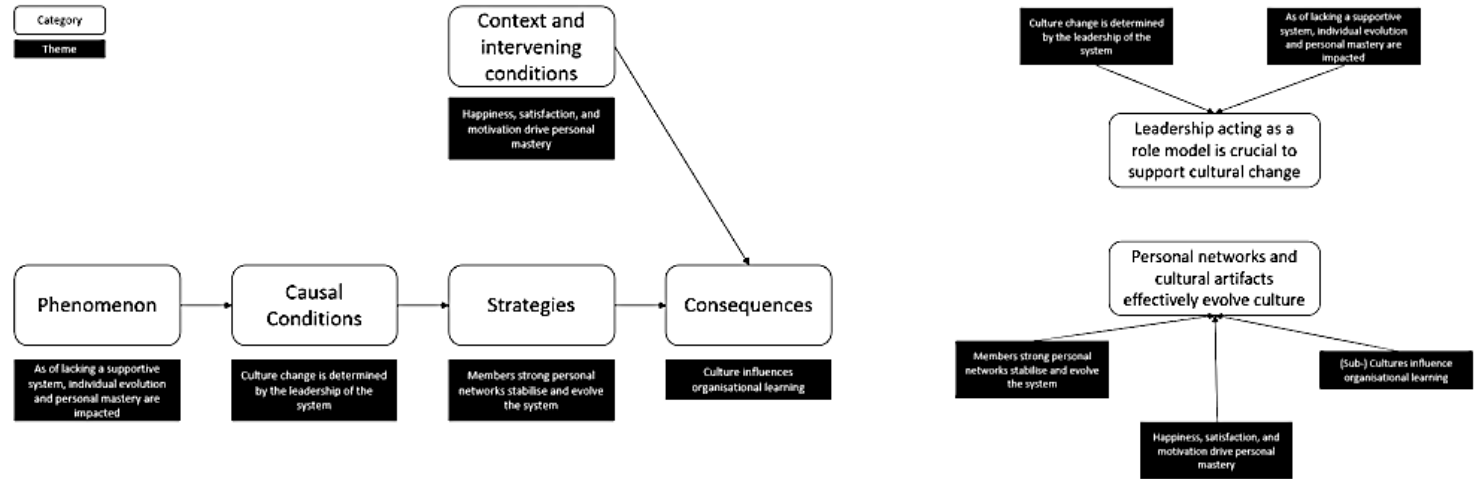 Category
Theme
Context and
intervening
conditions
Happiness, satisfaction, and
motivation drive personal
mastery
Phenomenon
As of lacking a supportive
system, individual evolution
and personal mastery are
impacted
Causal
Conditions
Culture change is determined
by the leadership of the
system
Strategies
Members strong personal
networks stabilise and evolve
the system
Consequences
Culture influences
organisational learning
Culture change is determined
by the leadership of the
system
As of lacking a supportive
system, individual evolution
and personal mastery are
impacted
Leadership acting as a
role model is crucial to
support cultural change
Personal networks and
cultural artifacts
effectively evolve culture
Members strong personal
networks stabilise and evolve
the system
Happiness, satisfaction, and
motivation drive personal
mastery
(Sub-) Cultures influence
organisational learning